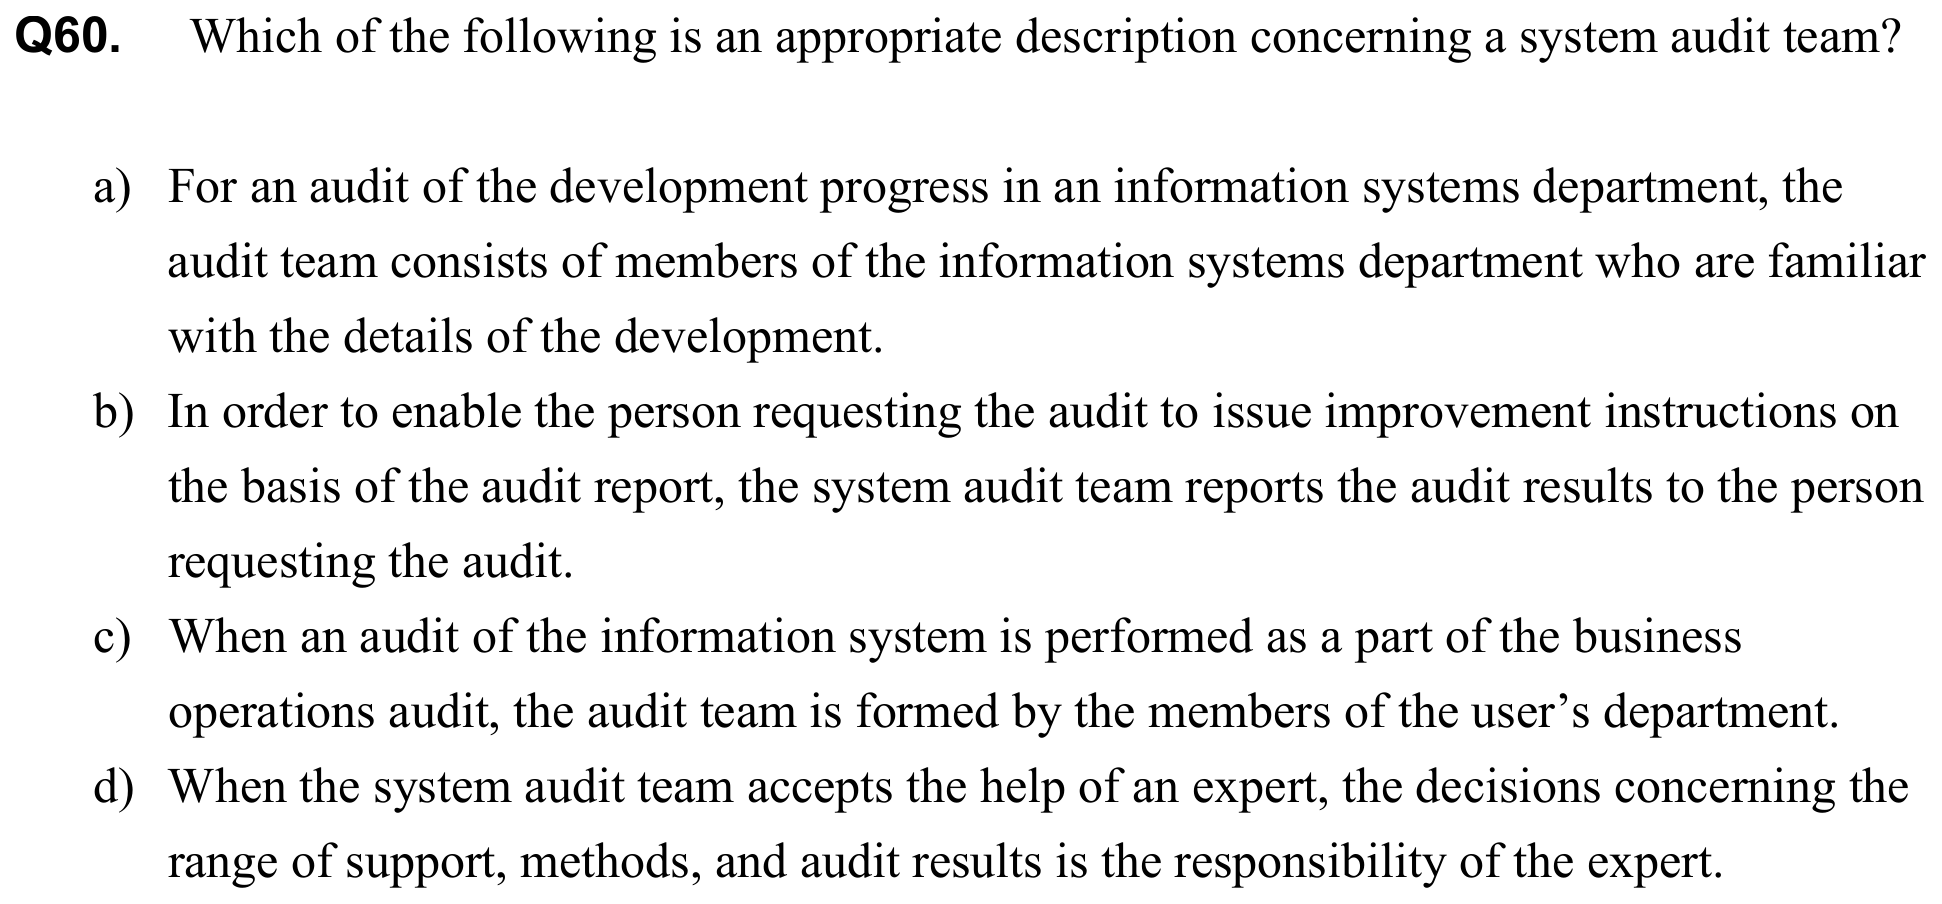 Q60. Which of the following is an appropriate description concerning a system audit team?
a) For an audit of the development progress in an information systems department, the
audit team consists of members of the information systems department who are familiar
with the details of the development.
b) In order to enable the person requesting the audit to issue improvement instructions on
the basis of the audit report, the system audit team reports the audit results to the person
requesting the audit.
c) When an audit of the information system is performed as a part of the business
operations audit, the audit team is formed by the members of the user’s department.
d) When the system audit team accepts the help of an expert, the decisions concerning the
range of support, methods, and audit results is the responsibility of the expert.